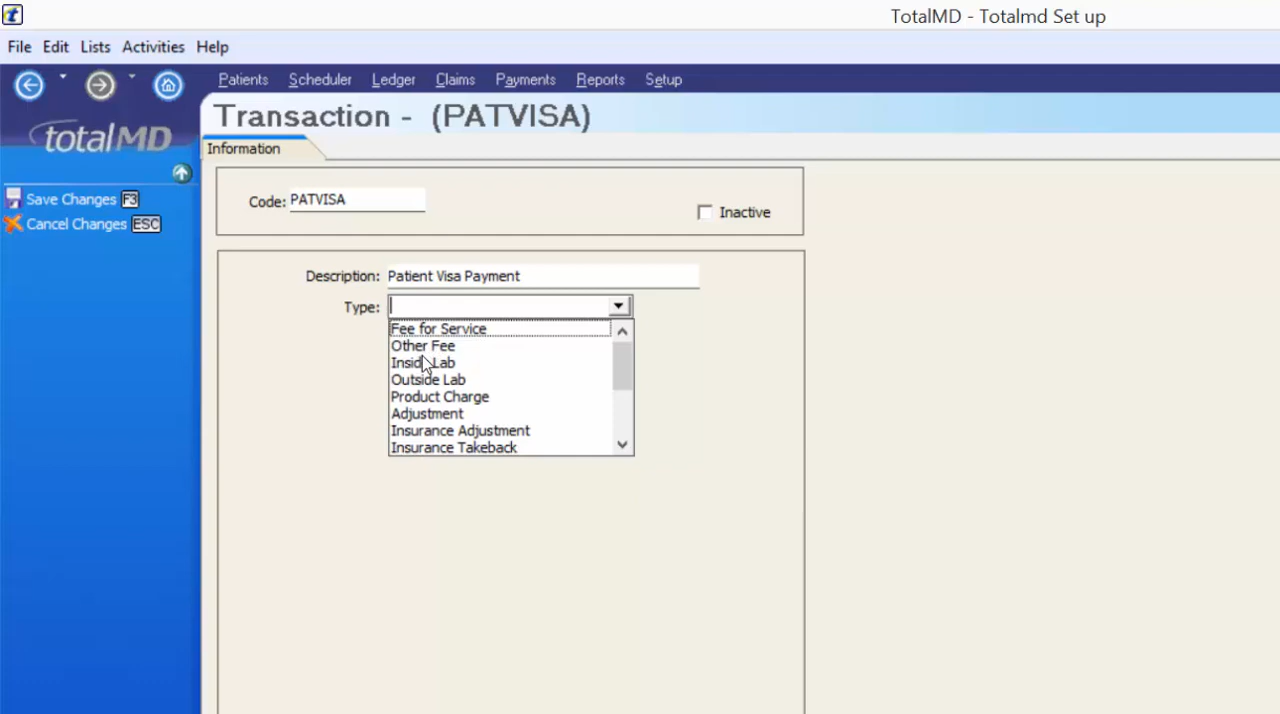 TotalMD - Totalmd Set up
File Edit Lists Activities Help
Patients Scheduler Ledger Claims Payments Reports Setup
totalMD
Transaction - (PATVISA)
Information
Save Changes F3
Cancel Changes ESC
Code: PATVISA
Inactive
Description: Patient Visa Payment
Type:
Fee for Service
Other Fee
Inside Lab
Outside Lab
Product Charge
Adjustment
Insurance Adjustment
Insurance Takeback